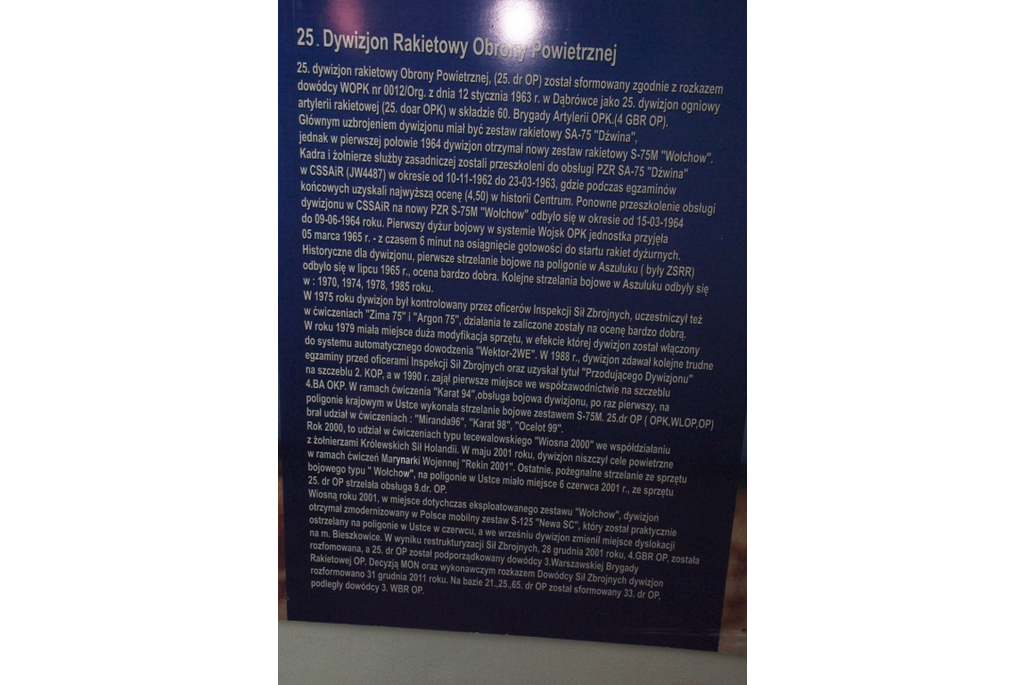 25. Dywizjon Rakietowy Obrony Powietrznej
25. dywizjon rakietowy Obrony Powietrznej, (25. dr OP) został sformowany zgodnie z rozkazem
dowódcy WOPK nr 0012/Org. z dnia 12 stycznia 1963 r. w Dąbrówce jako 25. dywizjon ogniowy
artylerii rakietowej (25. doar OPK) w składzie 60. Brygady Artylerii OPK.(4 GBR OP).
Głównym uzbrojeniem dywizjonu miał być zestaw rakietowy SA-75 "Dźwina",
jednak w pierwszej połowie 1964 dywizjon otrzymał nowy zestaw rakietowy S-75M "Wołchow".
Kadra i żołnierze służby zasadniczej zostali przeszkoleni do obsługi PZR SA-75 "Dźwina"
w CSSAiR (JW4487) w okresie od 10-11-1962 do 23-03-1963, gdzie podczas egzaminów
końcowych uzyskali najwyższą ocenę (4,50) w historii Centrum. Ponowne przeszkolenie obsługi
dywizjonu w CSSAiR na nowy PZR S-75M "Wołchow" odbyło się w okresie od 15-03-1964
do 09-06-1964 roku. Pierwszy dyżur bojowy w systemie Wojsk OPK jednostka przyjęła
05 marca 1965 r. - z czasem 6 minut na osiągnięcie gotowości do startu rakiet dyżurnych.
Historyczne dla dywizjonu, pierwsze strzelanie bojowe na poligonie w Aszułuku ( były ZSRR)
odbyło się w lipcu 1965 r., ocena bardzo dobra. Kolejne strzelania bojowe w Aszułuku odbyły się
w : 1970, 1974, 1978, 1985 roku.
W 1975 roku dywizjon był kontrolowany przez oficerów Inspekcji Sił Zbrojnych, uczestniczył też
w ćwiczeniach "Zima 75" i "Argon 75", działania te zaliczone zostały na ocenę bardzo dobrą.
W roku 1979 miała miejsce duża modyfikacja sprzętu, w efekcie której dywizjon został włączony
do systemu automatycznego dowodzenia "Wektor-2WE". W 1988 r., dywizjon zdawał kolejne trudne
egzaminy przed oficerami Inspekcji Sił Zbrojnych oraz uzyskał tytuł "Przodującego Dywizjonu"
na szczeblu 2. KOP, a w 1990 r. zajął pierwsze miejsce we współzawodnictwie na szczeblu
4.BA OKP. W ramach ćwiczenia "Karat 94",obsługa bojowa dywizjonu, po raz pierwszy, na
poligonie krajowym w Ustce wykonała strzelanie bojowe zestawem S-75M. 25.dr OP ( OPK,WLOP,OP)
brał udział w ćwiczeniach : "Miranda96", "Karat 98", "Ocelot 99".
Rok 2000, to udział w ćwiczeniach typu tecewalowskiego "Wiosna 2000" we współdziałaniu
z żołnierzami Królewskich Sił Holandii. W maju 2001 roku, dywizjon niszczył cele powietrzne
w ramach ćwiczeń Marynarki Wojennej "Rekin 2001". Ostatnie, pożegnalne strzelanie ze sprzętu
bojowego typu " Wołchow", na poligonie w Ustce miało miejsce 6 czerwca 2001 r., ze sprzętu
25. dr OP strzelała obsługa 9.dr. OP.
Wiosną roku 2001, w miejsce dotychczas eksploatowanego zestawu "Wołchow", dywizjon
otrzymał zmodernizowany w Polsce mobilny zestaw S-125 "Newa SC", który został praktycznie
ostrzelany na poligonie w Ustce w czerwcu, a we wrześniu dywizjon zmienił miejsce dyslokacji
na m. Bieszkowice. W wyniku restrukturyzacji Sił Zbrojnych, 28 grudnia 2001 roku, 4.GBR OP, została
rozfomowana, a 25. dr OP został podporządkowany dowódcy 3.Warszawskiej Brygady
Rakietowej OP. Decyzją MON oraz wykonawczym rozkazem Dowódcy Sił Zbrojnych dywizjon
rozformowano 31 grudnia 2011 roku. Na bazie 21.,25.,65. dr OP został sformowany 33. dr OP,
podległy dowódcy 3. WBR OP.